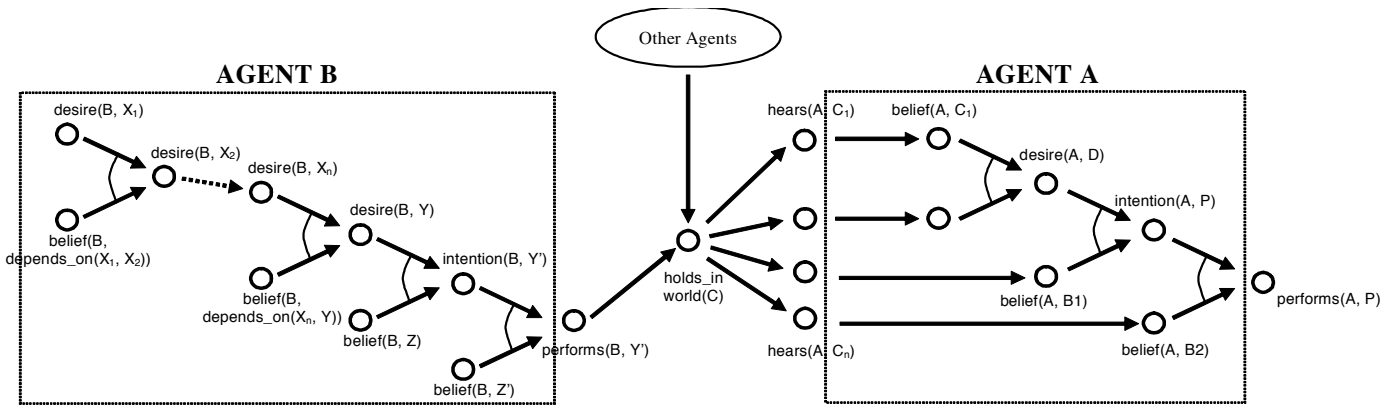 Other Agents
AGENT B
AGENT A
desire(B, X₁)
desire(B, X₂)
desire(B, Xₙ)
desire(B, Y)
belief(B,
depends_on(X₁, X₂))
intention(B, Y')
belief(B,
depends_on(Xₙ, Y))
belief(B, Z)
belief(B, Z')
performs(B, Y')
holds_in
world(C)
hears(A, C₁)
hears(A, Cₙ)
belief(A, C₁)
desire(A, D)
intention(A, P)
belief(A, B1)
belief(A, B2)
performs(A, P)